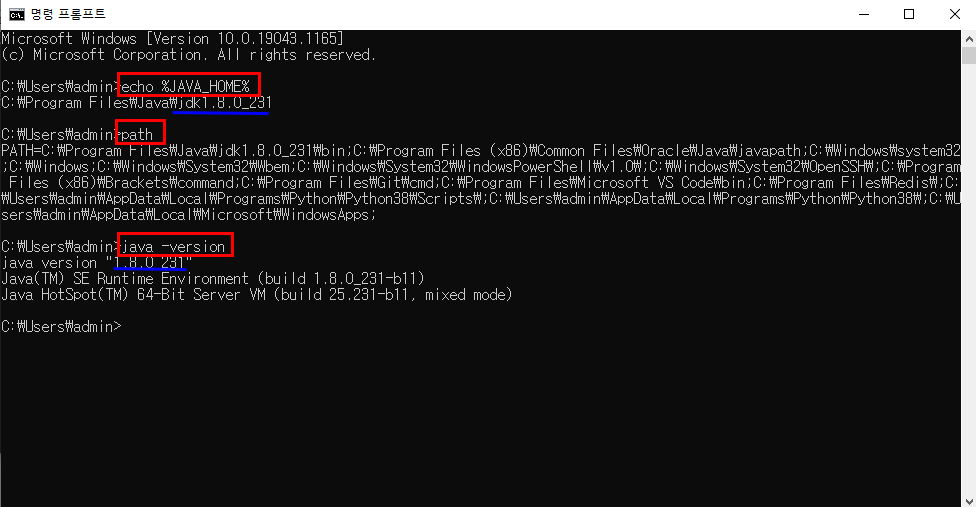 명령 프롬프트
Microsoft Windows [Version 10.0.19043.1165]
(c) Microsoft Corporation. All rights reserved.
C:₩Users₩admin>echo %JAVA_HOME%
C:₩Program Files₩Java₩jdk1.8.0_231
C:₩Users₩admin>path
PATH=C:₩Program Files₩Java₩jdk1.8.0_231₩bin;C:₩Program Files (x86)₩Common Files₩Oracle₩Java₩javapath;C:₩Windows₩system32
;C:₩Windows;C:₩Windows₩System32₩Wbem;C:₩Windows₩System32₩WindowsPowerShell₩v1.0₩;C:₩Windows₩System32₩OpenSSH₩;C:₩Program
 Files (x86)₩Brackets₩command;C:₩Program Files₩Git₩cmd;C:₩Program Files₩Microsoft VS Code₩bin;C:₩Program Files₩Redis₩;C:
₩Users₩admin₩AppData₩Local₩Programs₩Python₩Python38₩Scripts₩;C:₩Users₩admin₩AppData₩Local₩Programs₩Python₩Python38₩;C:₩U
sers₩admin₩AppData₩Local₩Microsoft₩WindowsApps;
C:₩Users₩admin>java -version
java version "1.8.0_231"
Java(TM) SE Runtime Environment (build 1.8.0_231-b11)
Java HotSpot(TM) 64-Bit Server VM (build 25.231-b11, mixed mode)
C:₩Users₩admin>